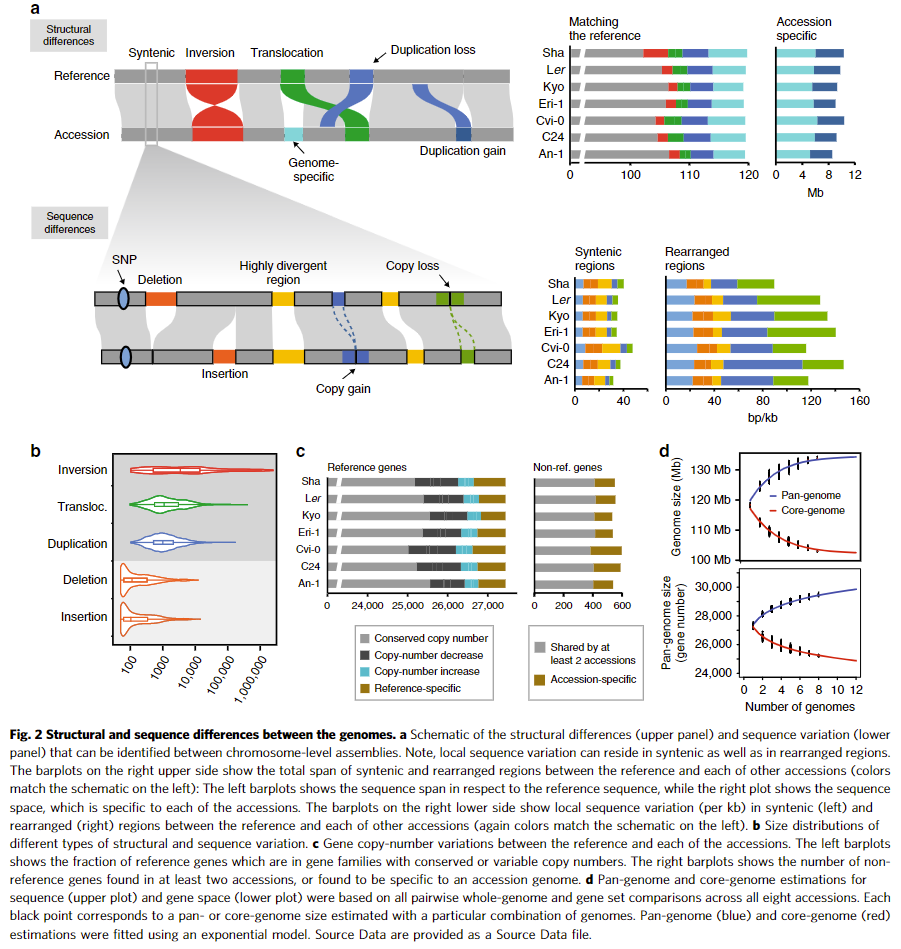 a
Structural
differences
Syntenic Inversion Translocation
Duplication loss
Reference
Accession
Genome-
specific
Duplication gain
Matching
the reference
Accession
specific
Sha
Ler
Kyo
Eri-1
Cvi-0
C24
An-1
0 100 110 120
0 4 8 12
Mb
Sequence
differences
SNP
Deletion
Highly divergent
region
Copy loss
Insertion
Copy gain
Syntenic
regions
Rearranged
regions
Sha
Ler
Kyo
Eri-1
Cvi-0
C24
An-1
0 40
0 40 80 120 160
bp/kb
b
Inversion
Transloc.
Duplication
Deletion
Insertion
100
1000
10,000
100,000
1,000,000
c
Reference genes
Non-ref. genes
Sha
Ler
Kyo
Eri-1
Cvi-0
C24
An-1
0 24,000 25,000 26,000 27,000
0 200 400 600
Conserved copy number
Copy-number decrease
Copy-number increase
Reference-specific
Shared by at
least 2 accessions
Accession-specific
d
Genome size (Mb)
130 Mb
120 Mb
110 Mb
100 Mb
Pan-genome
Core-genome
Pan-genome size
(gene number)
30,000
28,000
26,000
24,000
0 2 4 6 8 10 12
Number of genomes
Fig. 2 Structural and sequence differences between the genomes. a Schematic of the structural differences (upper panel) and sequence variation (lower
panel) that can be identified between chromosome-level assemblies. Note, local sequence variation can reside in syntenic as well as in rearranged regions.
The barplots on the right upper side show the total span of syntenic and rearranged regions between the reference and each of other accessions (colors
match the schematic on the left): The left barplots shows the sequence span in respect to the reference sequence, while the right plot shows the sequence
space, which is specific to each of the accessions. The barplots on the right lower side show local sequence variation (per kb) in syntenic (left) and
rearranged (right) regions between the reference and each of other accessions (again colors match the schematic on the left). b Size distributions of
different types of structural and sequence variation. c Gene copy-number variations between the reference and each of the accessions. The left barplots
shows the fraction of reference genes which are in gene families with conserved or variable copy numbers. The right barplots shows the number of non-
reference genes found in at least two accessions, or found to be specific to an accession genome. d Pan-genome and core-genome estimations for
sequence (upper plot) and gene space (lower plot) were based on all pairwise whole-genome and gene set comparisons across all eight accessions. Each
black point corresponds to a pan- or core-genome size estimated with a particular combination of genomes. Pan-genome (blue) and core-genome (red)
estimations were fitted using an exponential model. Source Data are provided as a Source Data file.